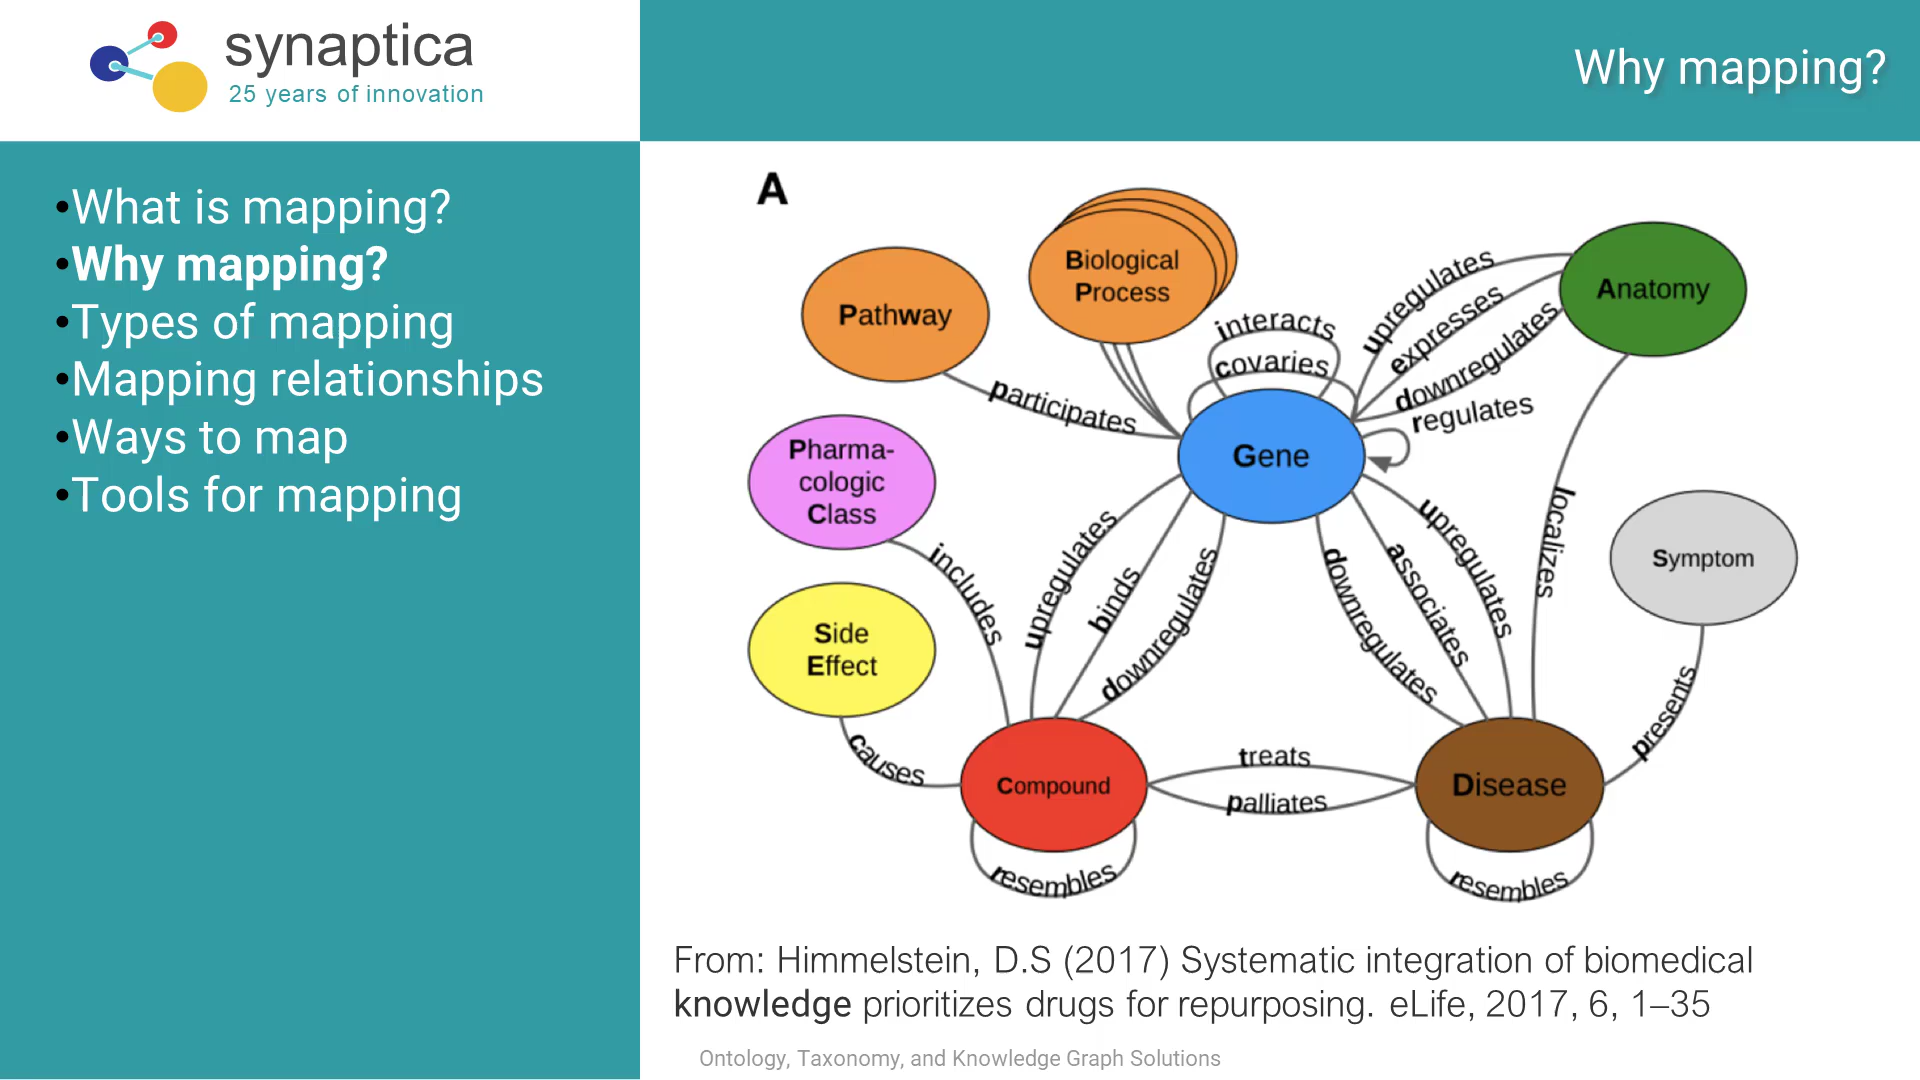 synaptica
25 years of innovation
Why mapping?
•What is mapping?
•Why mapping?
•Types of mapping
•Mapping relationships
•Ways to map
•Tools for mapping
A
Biological
Process
Pathway
Anatomy
upregulates
expresses
downregulates
regulates
interacts
covaries
participates
Gene
Pharma-
cologic
Class
includes
upregulates
binds
downregulates
downregulates
associates
upregulates
localizes
Symptom
Side
Effect
causes
presents
Compound
treats
palliates
Disease
resembles
resembles
From: Himmelstein, D.S (2017) Systematic integration of biomedical
knowledge prioritizes drugs for repurposing. eLife, 2017, 6, 1–35
Ontology, Taxonomy, and Knowledge Graph Solutions